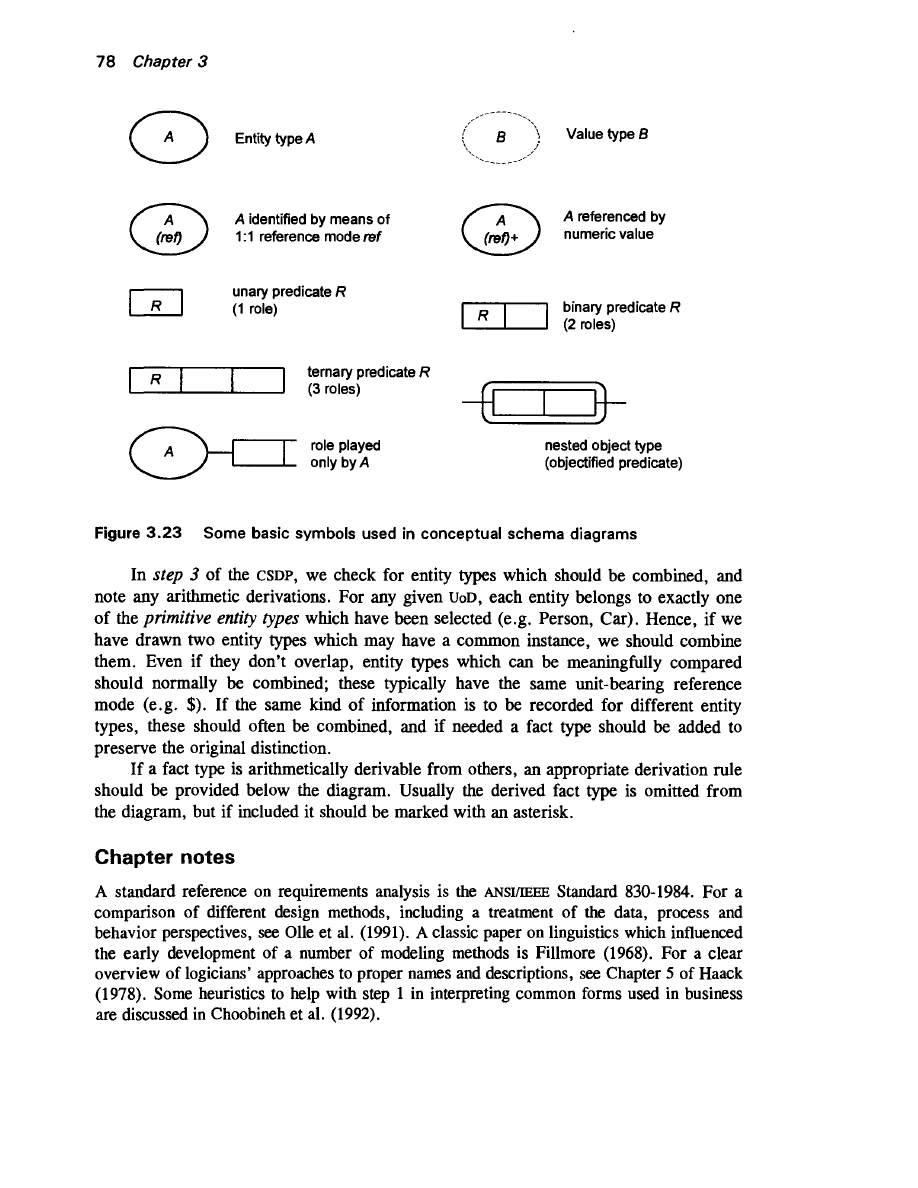 78 Chapter 3
A
Entity type A
B
Value type B
A
(ref)
A identified by means of
1:1 reference mode ref
A
(ref)+
A referenced by
numeric value
R
unary predicate R
(1 role)
R
binary predicate R
(2 roles)
R
ternary predicate R
(3 roles)
A
role played
only by A
nested object type
(objectified predicate)
Figure 3.23 Some basic symbols used in conceptual schema diagrams
In step 3 of the CSDP, we check for entity types which should be combined, and
note any arithmetic derivations. For any given UoD, each entity belongs to exactly one
of the primitive entity types which have been selected (e.g. Person, Car). Hence, if we
have drawn two entity types which may have a common instance, we should combine
them. Even if they don't overlap, entity types which can be meaningfully compared
should normally be combined; these typically have the same unit-bearing reference
mode (e.g. $). If the same kind of information is to be recorded for different entity
types, these should often be combined, and if needed a fact type should be added to
preserve the original distinction.
If a fact type is arithmetically derivable from others, an appropriate derivation rule
should be provided below the diagram. Usually the derived fact type is omitted from
the diagram, but if included it should be marked with an asterisk.
Chapter notes
A standard reference on requirements analysis is the ANSI/IEEE Standard 830-1984. For a
comparison of different design methods, including a treatment of the data, process and
behavior perspectives, see Olle et al. (1991). A classic paper on linguistics which influenced
the early development of a number of modeling methods is Fillmore (1968). For a clear
overview of logicians' approaches to proper names and descriptions, see Chapter 5 of Haack
(1978). Some heuristics to help with step 1 in interpreting common forms used in business
are discussed in Choobineh et al. (1992).